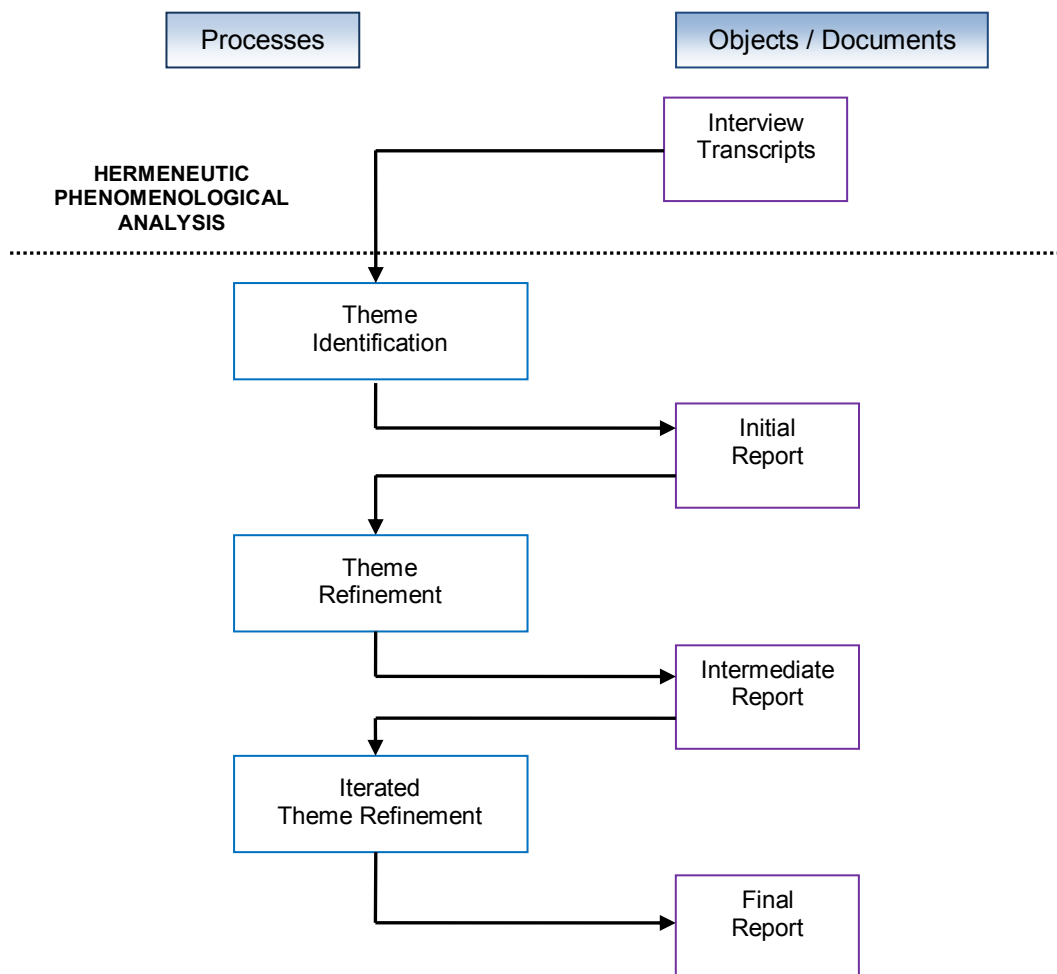 Processes
Objects / Documents
Interview
Transcripts
HERMENEUTIC
PHENOMENOLOGICAL
ANALYSIS
Theme
Identification
Initial
Report
Theme
Refinement
Intermediate
Report
Iterated
Theme Refinement
Final
Report